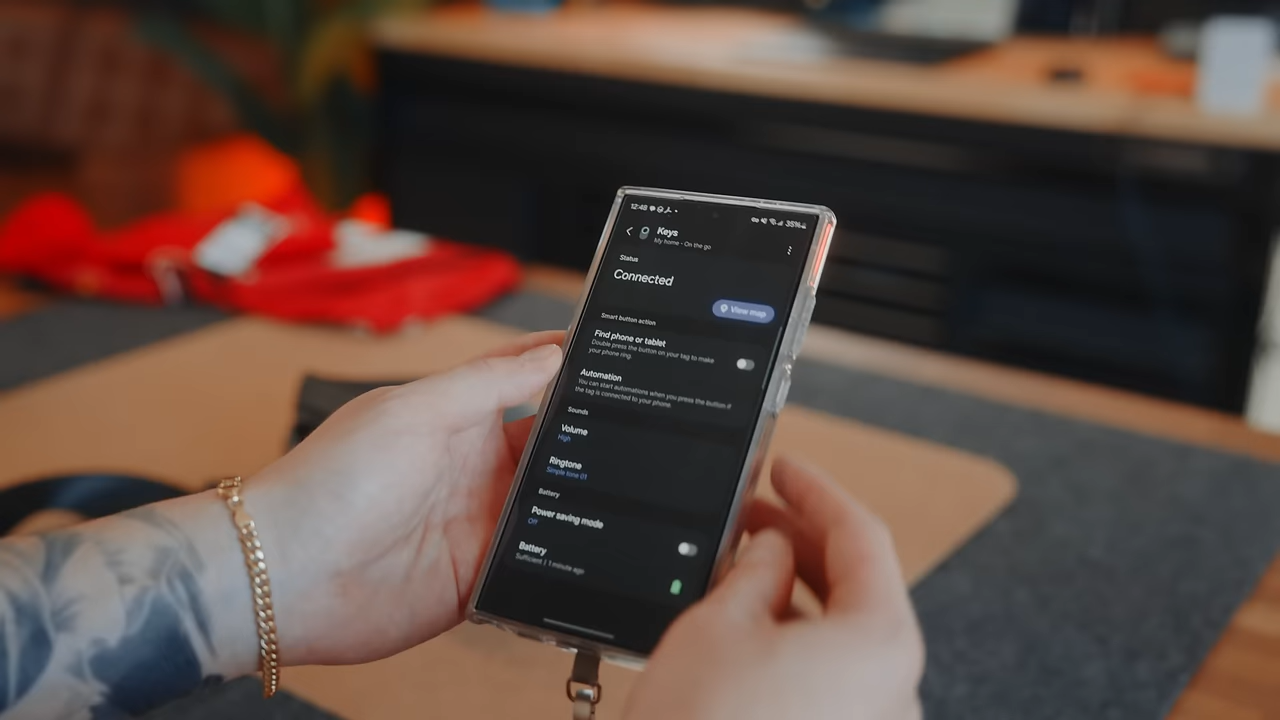 12:48
35%
Keys
My home - On the go
Status
Connected
View map
Smart button action
Find phone or tablet
Double press the button on your tag to make
your phone ring.
Automation
You can start automations when you press the button if
the tag is connected to your phone.
Sounds
Volume
High
Ringtone
Simple tone 01
Battery
Power saving mode
Off
Battery
Sufficient | 1 minute ago